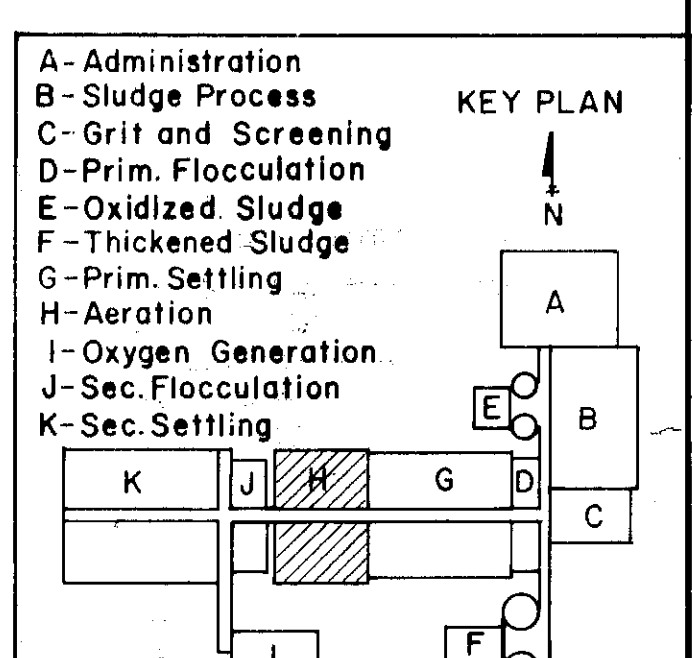 A-Administration
B-Sludge Process
C-Grit and Screening
D-Prim. Flocculation
E-Oxidized. Sludge
F-Thickened Sludge
G-Prim. Settling
H-Aeration
I-Oxygen Generation
J-Sec. Flocculation
K-Sec. Settling
KEY PLAN
N
A
E
B
K
J
H
G
D
C
F
I